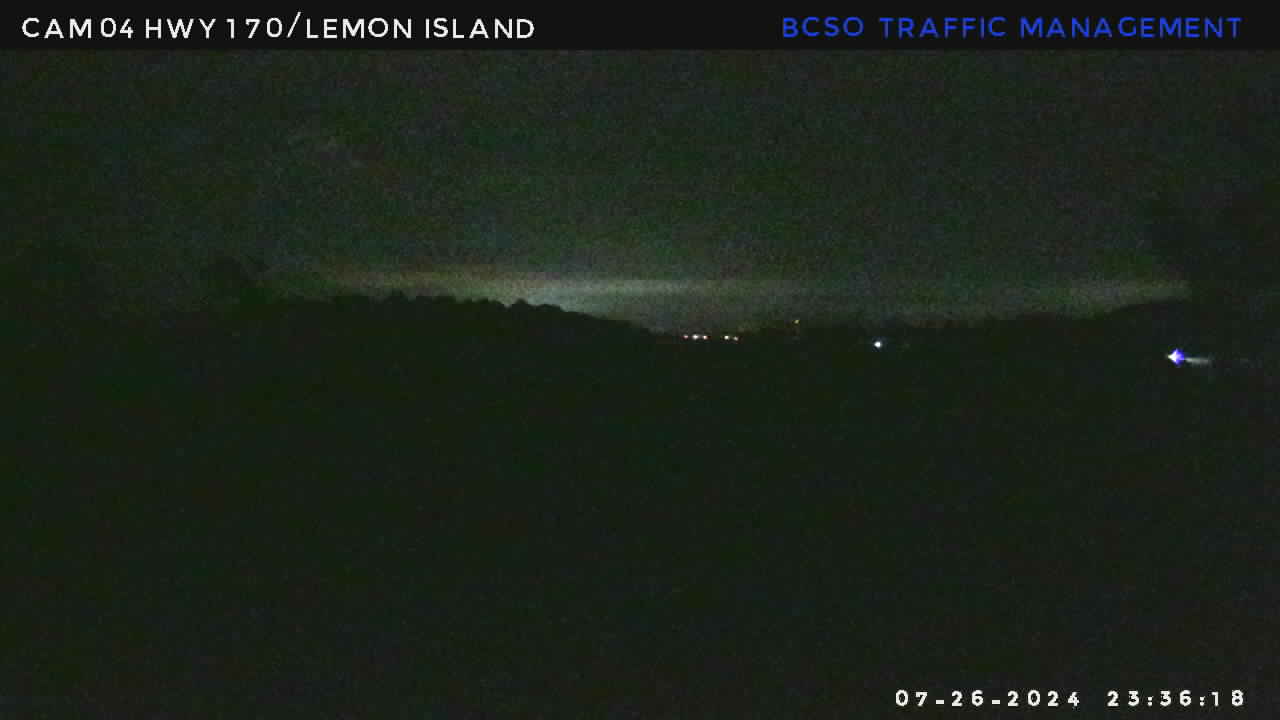 CAM04 HWY 170/LEMON ISLAND
BCSO TRAFFIC MANAGEMENT
07-26-2024 23:36:18